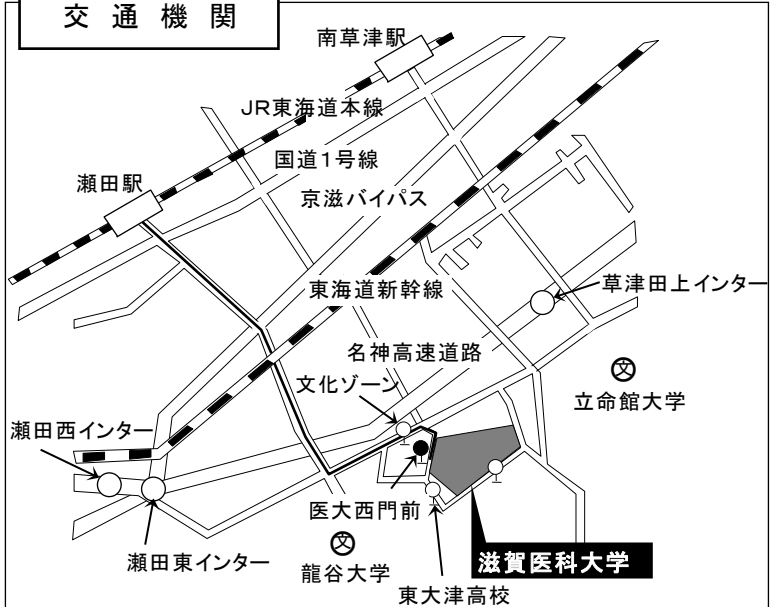 交通機関
南草津駅
JR東海道本線
国道1号線
瀬田駅
京滋バイパス
東海道新幹線
草津田上インター
名神高速道路
文化ゾーン
文
立命館大学
瀬田西インター
医大西門前
文
瀬田東インター
龍谷大学
滋賀医科大学
東大津高校